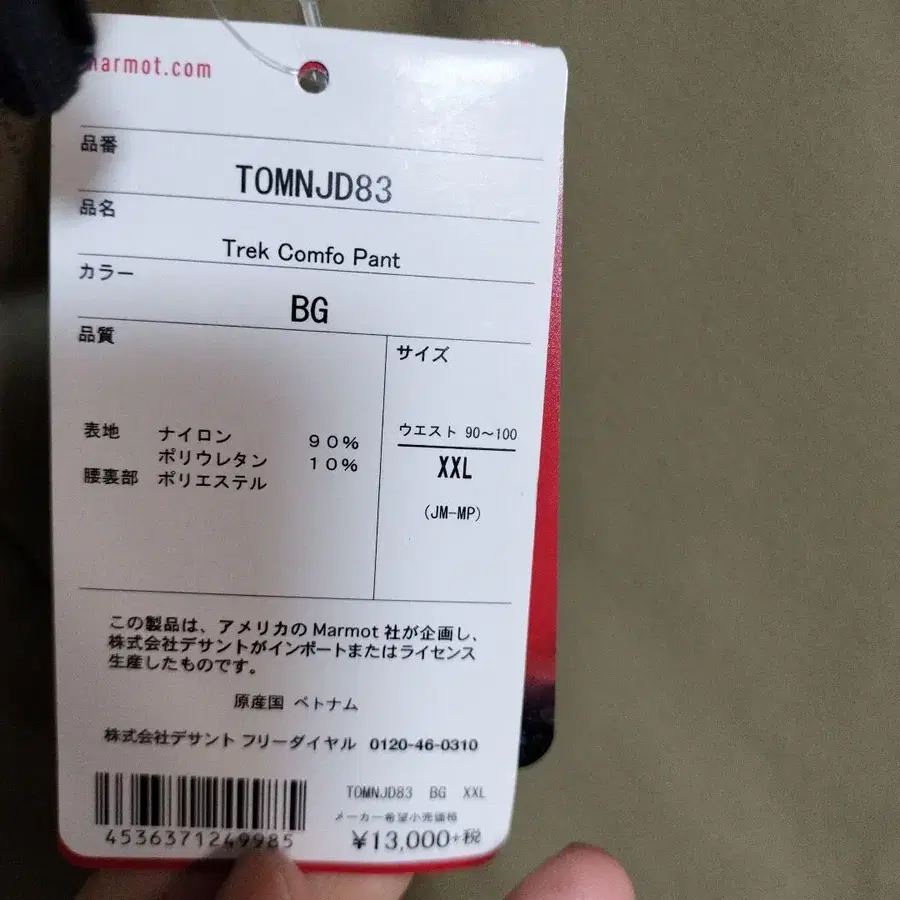 marmot.com
品番
TOMNJD83
品名
Trek Comfo Pant
カラー
BG
品質
サイズ
表地 ナイロン 90%
ポリウレタン 10%
腰裏部 ポリエステル
ウエスト 90〜100
XXL
(JM-MP)
この製品は、アメリカの Marmot 社が企画し、
株式会社デサントがインポートまたはライセンス
生産したものです。
原産国 ベトナム
株式会社デサント フリーダイヤル 0120-46-0310
TOMNJD83 BG XXL
メーカー希望小売価格
¥13,000+税
4536371249985